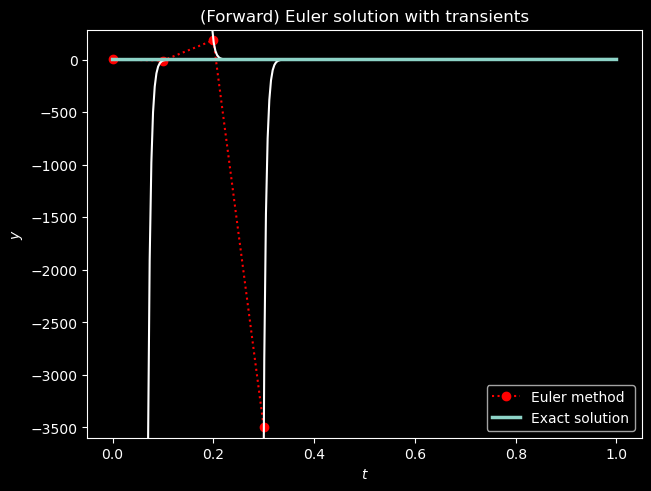 (Forward) Euler solution with transients
0
−500
−1000
−1500
−2000
−2500
−3000
−3500
y
0.0 0.2 0.4 0.6 0.8 1.0
t
Euler method
Exact solution